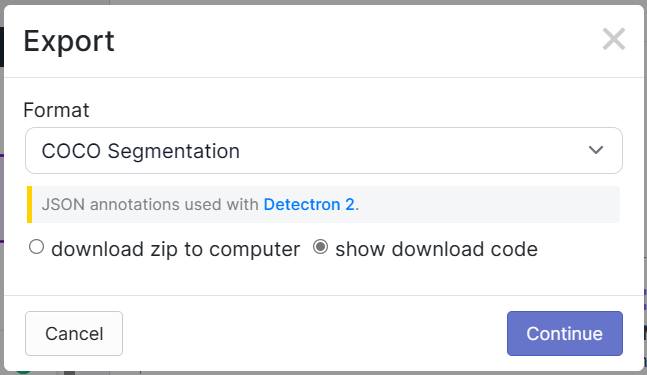 Export
Format
COCO Segmentation
JSON annotations used with Detectron 2.
download zip to computer show download code
Cancel Continue